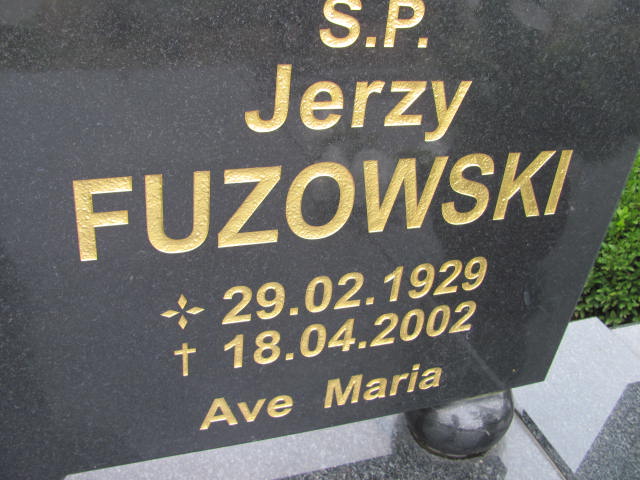 S.P.
Jerzy
FUZOWSKI
29.02.1929
† 18.04.2002
Ave Maria